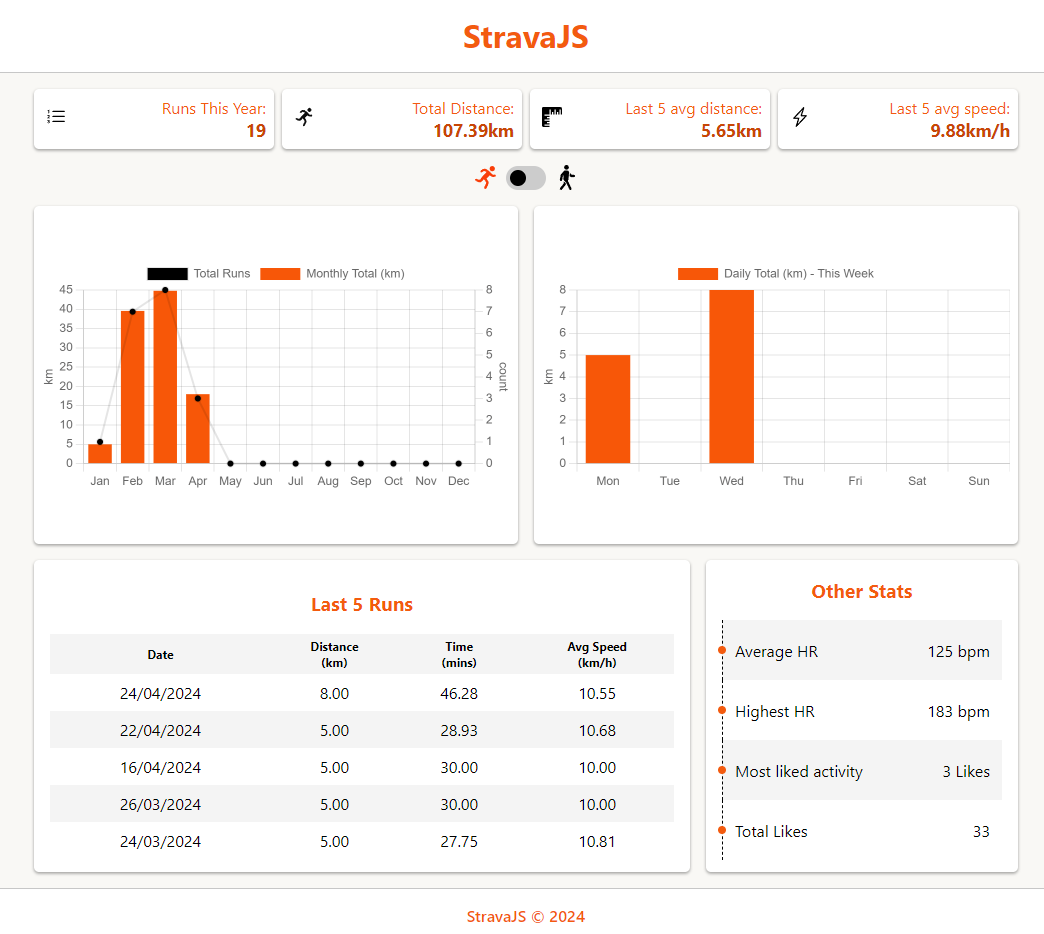 StravaJS
Runs This Year:
19
Total Distance:
107.39km
Last 5 avg distance:
5.65km
Last 5 avg speed:
9.88km/h
Total Runs Monthly Total (km)
45
40
35
30
25
20
15
10
5
0
km
8
7
6
5
4
3
2
1
0
count
Jan Feb Mar Apr May Jun Jul Aug Sep Oct Nov Dec
Daily Total (km) - This Week
8
7
6
5
4
3
2
1
0
km
Mon Tue Wed Thu Fri Sat Sun
Last 5 Runs
Date Distance (km) Time (mins) Avg Speed (km/h)
24/04/2024 8.00 46.28 10.55
22/04/2024 5.00 28.93 10.68
16/04/2024 5.00 30.00 10.00
26/03/2024 5.00 30.00 10.00
24/03/2024 5.00 27.75 10.81
Other Stats
Average HR 125 bpm
Highest HR 183 bpm
Most liked activity 3 Likes
Total Likes 33
StravaJS © 2024